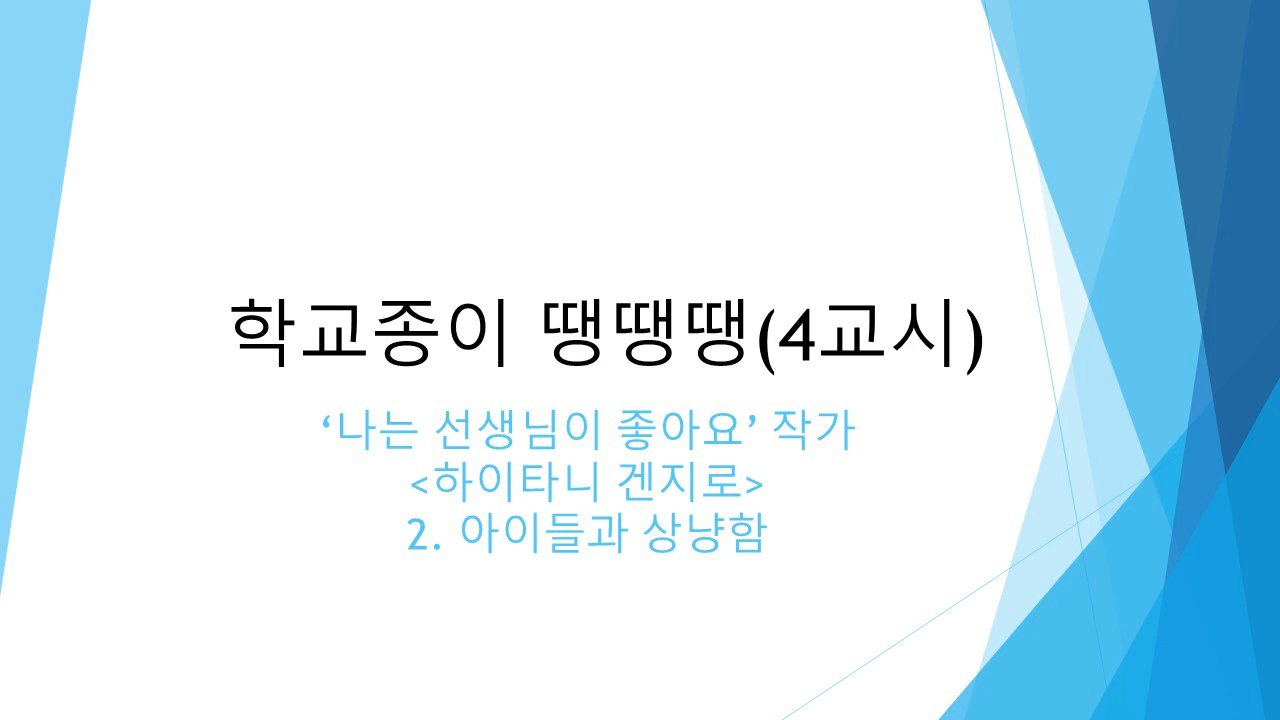 학교종이 땡땡땡(4교시)
‘나는 선생님이 좋아요’ 작가
<하이타니 겐지로>
2. 아이들과 상냥함